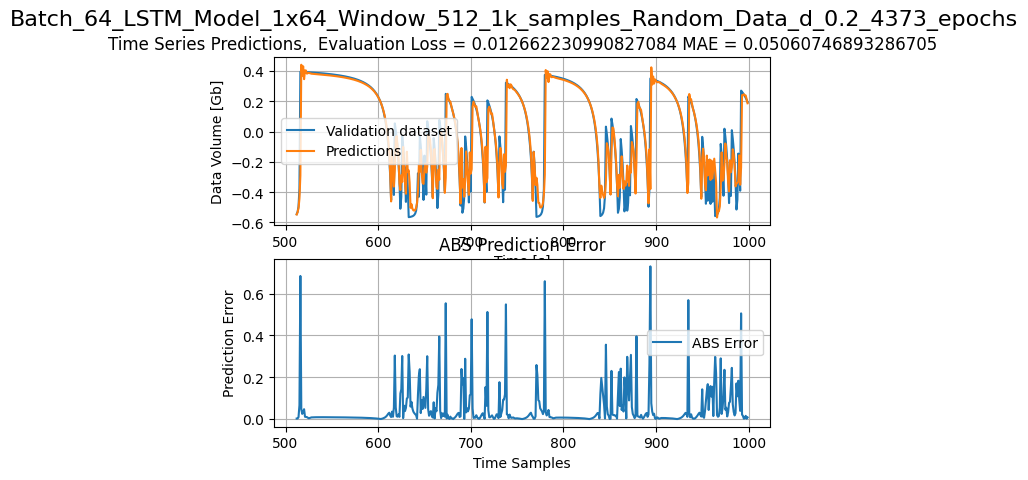 Batch_64_LSTM_Model_1x64_Window_512_1k_samples_Random_Data_d_0.2_4373_epochs
Time Series Predictions,  Evaluation Loss = 0.012662230990827084 MAE = 0.05060746893286705
Data Volume [Gb]
0.4
0.2
0.0
−0.2
−0.4
−0.6
Validation dataset
Predictions
500 600 700 800 900 1000
Time [s]
ABS Prediction Error
Prediction Error
0.6
0.4
0.2
0.0
ABS Error
500 600 700 800 900 1000
Time Samples